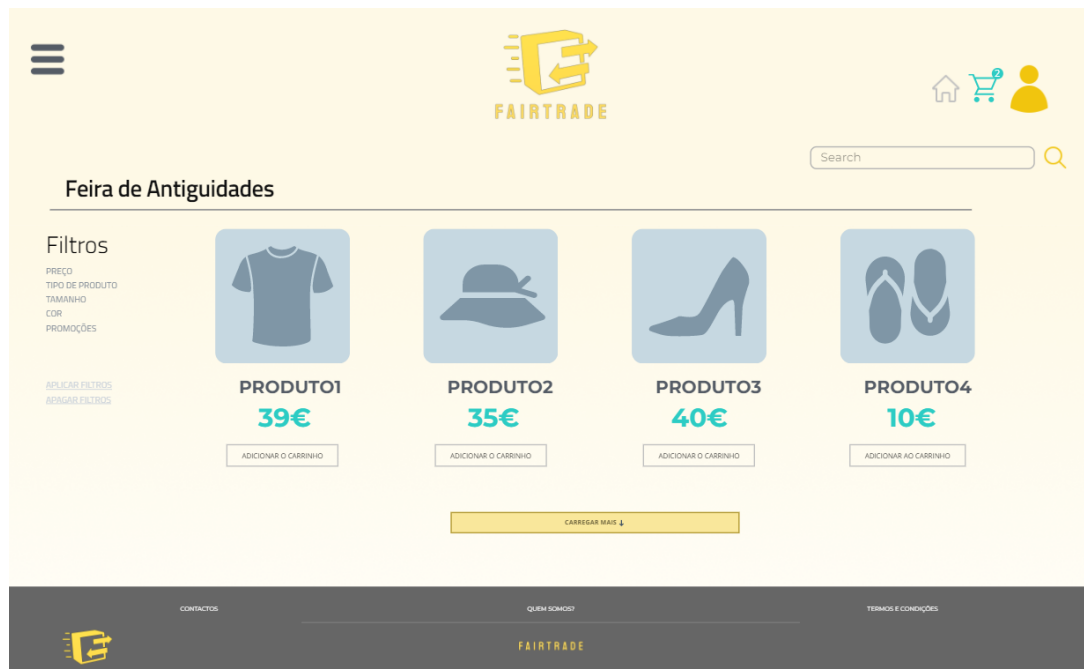 FAIRTRADE
2
Search
Feira de Antiguidades
Filtros
PREÇO
TIPO DE PRODUTO
TAMANHO
COR
PROMOÇÕES
APLICAR FILTROS
APAGAR FILTROS
PRODUTO1
39€
ADICIONAR O CARRINHO
PRODUTO2
35€
ADICIONAR O CARRINHO
PRODUTO3
40€
ADICIONAR O CARRINHO
PRODUTO4
10€
ADICIONAR AO CARRINHO
CARREGAR MAIS ↓
CONTACTOS
QUEM SOMOS?
TERMOS E CONDIÇÕES
FAIRTRADE